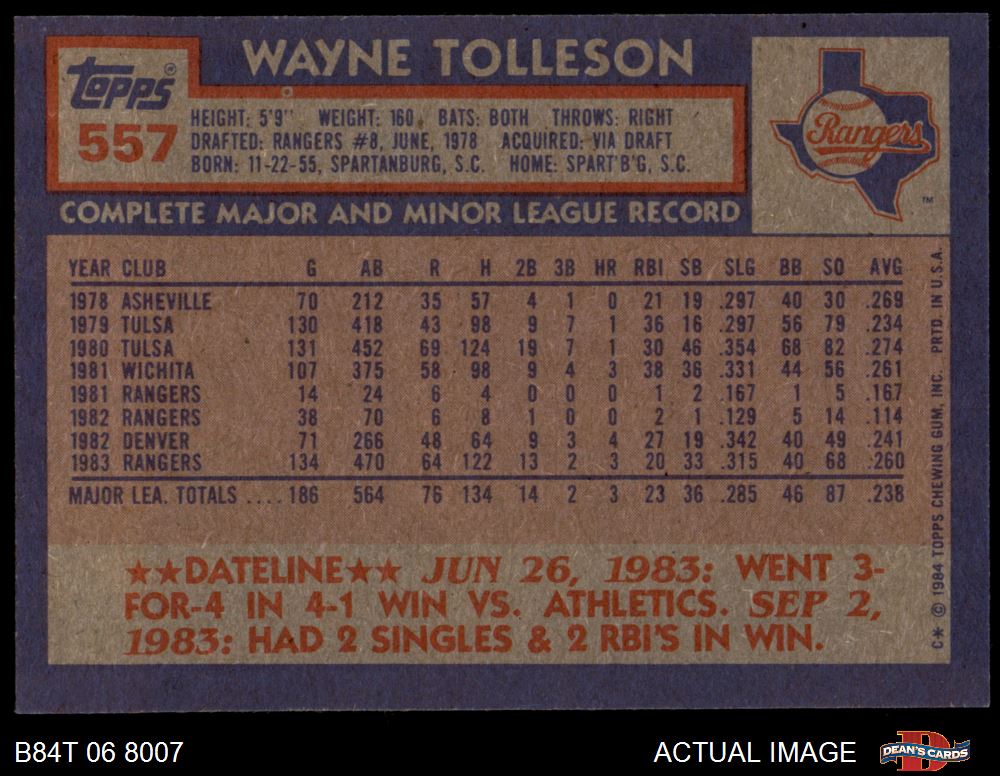 WAYNE TOLLESON
TOPPS®
557
HEIGHT: 5'9" WEIGHT: 160 BATS: BOTH THROWS: RIGHT
DRAFTED: RANGERS #8, JUNE, 1978 ACQUIRED: VIA DRAFT
BORN: 11-22-55, SPARTANBURG, S.C. HOME: SPART'B'G, S.C.
Rangers
TM
COMPLETE MAJOR AND MINOR LEAGUE RECORD
YEAR CLUB G AB R H 2B 3B HR RBI SB SLG BB SO AVG
1978 ASHEVILLE 70 212 35 57 4 1 0 21 19 .297 40 30 .269
1979 TULSA 130 418 43 98 9 7 1 36 16 .297 56 79 .234
1980 TULSA 131 452 69 124 19 7 1 30 46 .354 68 82 .274
1981 WICHITA 107 375 58 98 9 4 3 38 36 .331 44 56 .261
1981 RANGERS 14 24 6 4 0 0 0 1 2 .167 1 5 .167
1982 RANGERS 38 70 6 8 1 0 0 2 1 .129 5 14 .114
1982 DENVER 71 266 48 64 9 3 4 27 19 .342 40 49 .241
1983 RANGERS 134 470 64 122 13 2 3 20 33 .315 40 68 .260
MAJOR LEA. TOTALS .... 186 564 76 134 14 2 3 23 36 .285 46 87 .238
★★DATELINE★★ JUN 26, 1983: WENT 3-
FOR-4 IN 4-1 WIN VS. ATHLETICS. SEP 2,
1983: HAD 2 SINGLES & 2 RBI'S IN WIN.
C* © 1984 TOPPS CHEWING GUM, INC. PRTD. IN U.S.A.
B84T 06 8007
ACTUAL IMAGE
D
DEAN'S CARDS